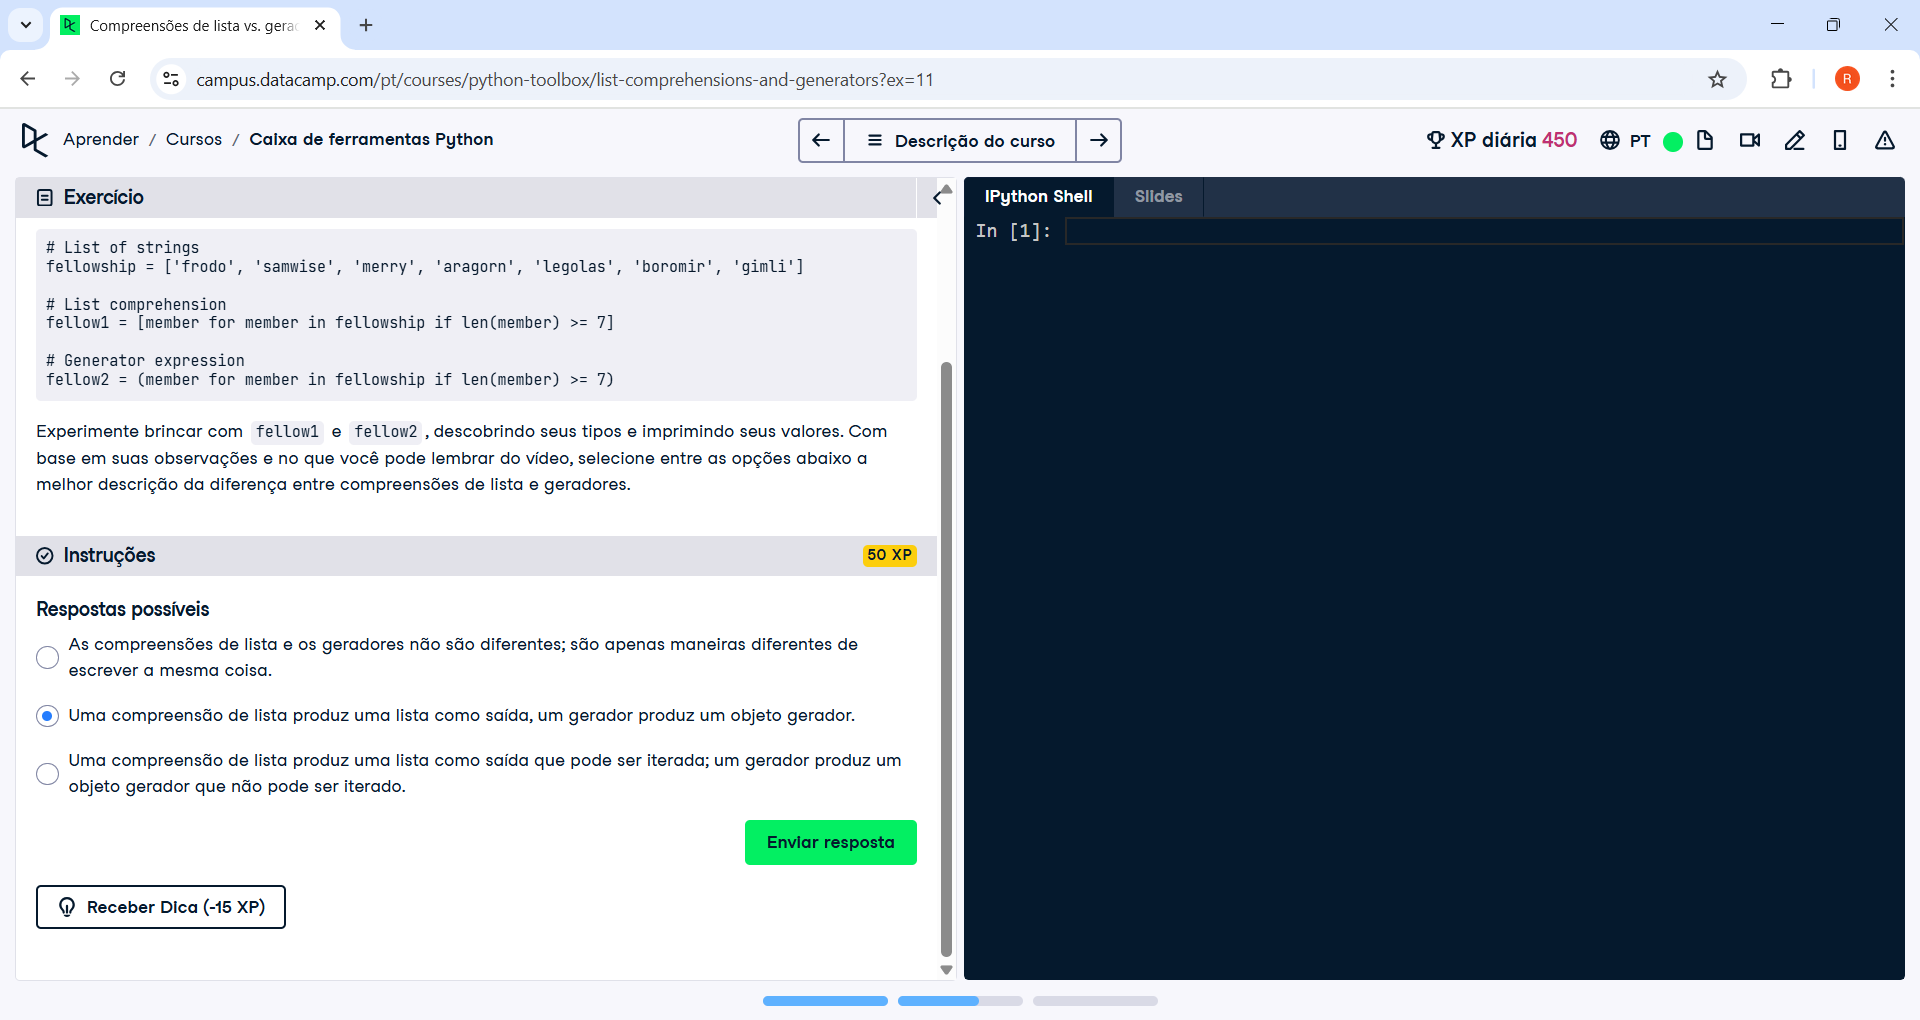 Compreensões de lista vs. gera
campus.datacamp.com/pt/courses/python-toolbox/list-comprehensions-and-generators?ex=11
R
Aprender / Cursos / Caixa de ferramentas Python
Descrição do curso
XP diária 450
PT
Exercício
# List of strings
fellowship = ['frodo', 'samwise', 'merry', 'aragorn', 'legolas', 'boromir', 'gimli']
# List comprehension
fellow1 = [member for member in fellowship if len(member) >= 7]
# Generator expression
fellow2 = (member for member in fellowship if len(member) >= 7)
Experimente brincar com fellow1 e fellow2, descobrindo seus tipos e imprimindo seus valores. Com
base em suas observações e no que você pode lembrar do vídeo, selecione entre as opções abaixo a
melhor descrição da diferença entre compreensões de lista e geradores.
Instruções
50 XP
Respostas possíveis
As compreensões de lista e os geradores não são diferentes; são apenas maneiras diferentes de
escrever a mesma coisa.
Uma compreensão de lista produz uma lista como saída, um gerador produz um objeto gerador.
Uma compreensão de lista produz uma lista como saída que pode ser iterada; um gerador produz um
objeto gerador que não pode ser iterado.
Enviar resposta
Receber Dica (-15 XP)
IPython Shell
Slides
In [1]: